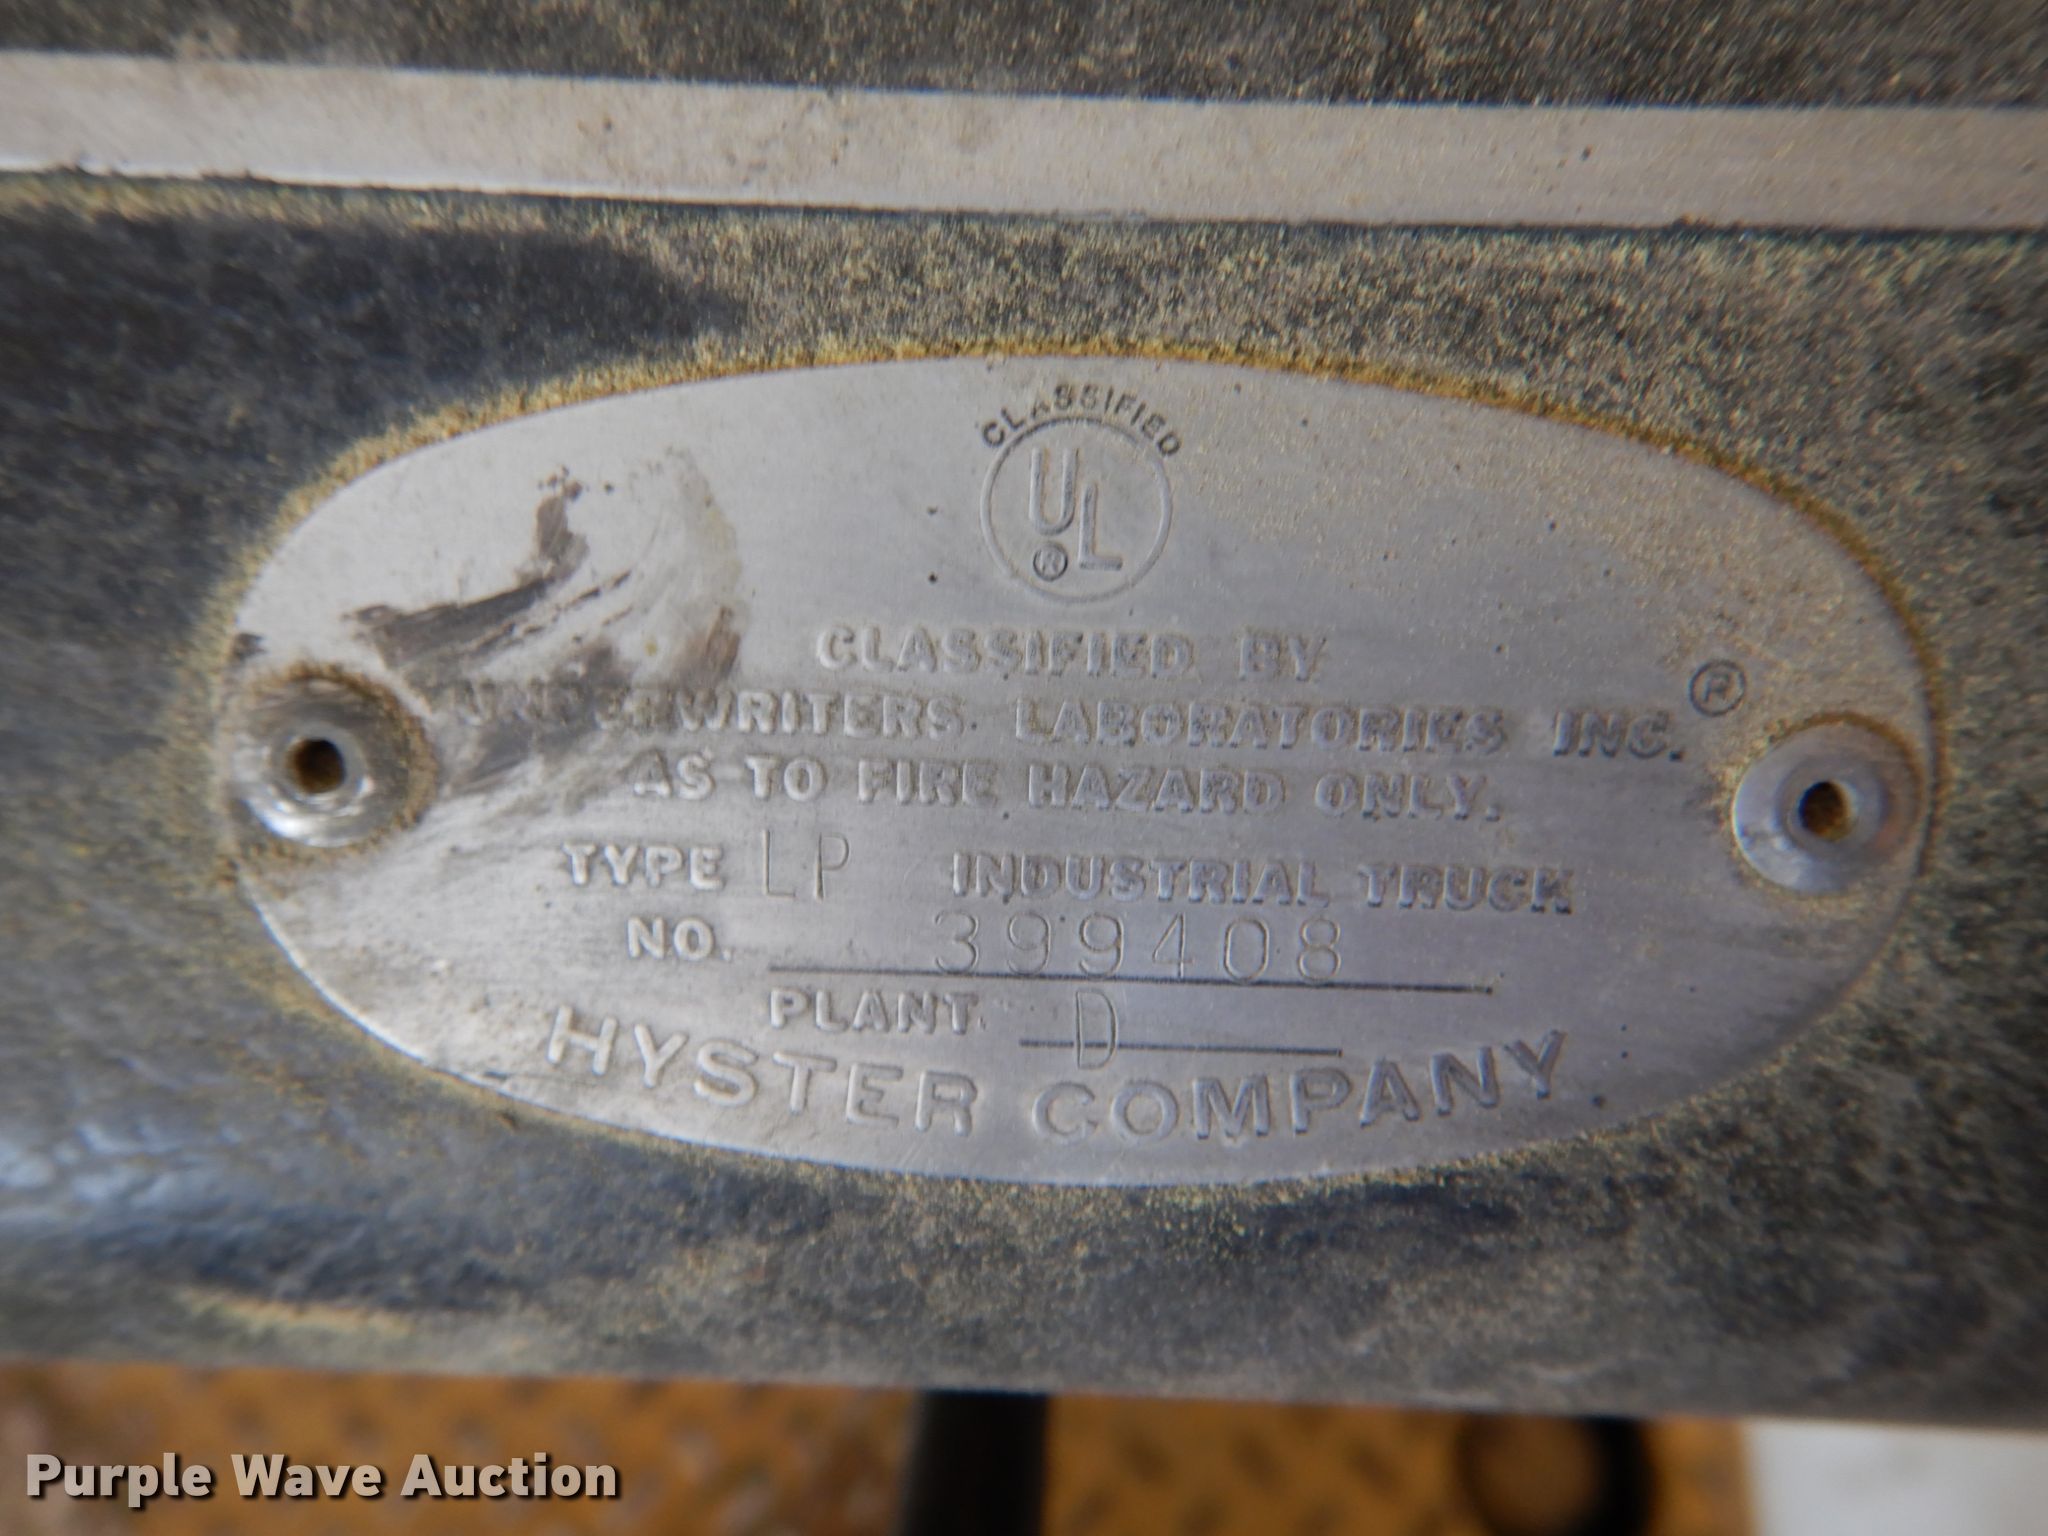 CLASSIFIED
UL
®
CLASSIFIED BY
UNDERWRITERS LABORATORIES INC.®
AS TO FIRE HAZARD ONLY.
TYPE LP INDUSTRIAL TRUCK
NO. 399408
PLANT D
HYSTER COMPANY
Purple Wave Auction